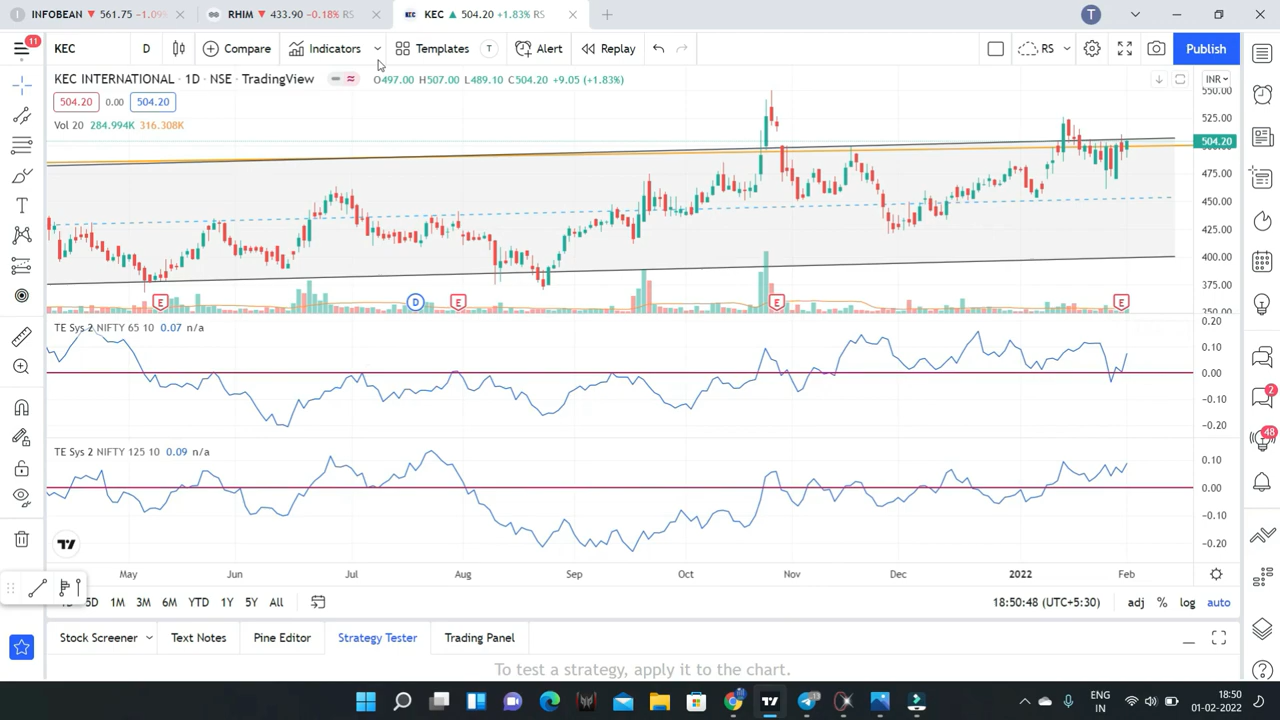 INFOBEAN ▼ 561.75 −1.09%
RHIM ▼ 433.90 −0.18% RS
KEC ▲ 504.20 +1.83% RS
T
11
KEC
D
Compare
Indicators
Templates
T
Alert
Replay
RS
Publish
KEC INTERNATIONAL · 1D · NSE · TradingView
O497.00 H507.00 L489.10 C504.20 +9.05 (+1.83%)
INR
504.20 0.00 504.20
Vol 20 284.994K 316.308K
550.00
525.00
504.20
500.00
475.00
450.00
425.00
400.00
375.00
350.00
E
D
E
E
E
TE Sys 2 NIFTY 65 10 0.07 n/a
0.20
0.10
0.00
-0.10
-0.20
TE Sys 2 NIFTY 125 10 0.09 n/a
0.10
0.00
-0.10
-0.20
2
48
May Jun Jul Aug Sep Oct Nov Dec 2022 Feb
5D 1M 3M 6M YTD 1Y 5Y All
18:50:48 (UTC+5:30) adj % log auto
Stock Screener
Text Notes
Pine Editor
Strategy Tester
Trading Panel
To test a strategy, apply it to the chart.
ENG
IN
18:50
01-02-2022